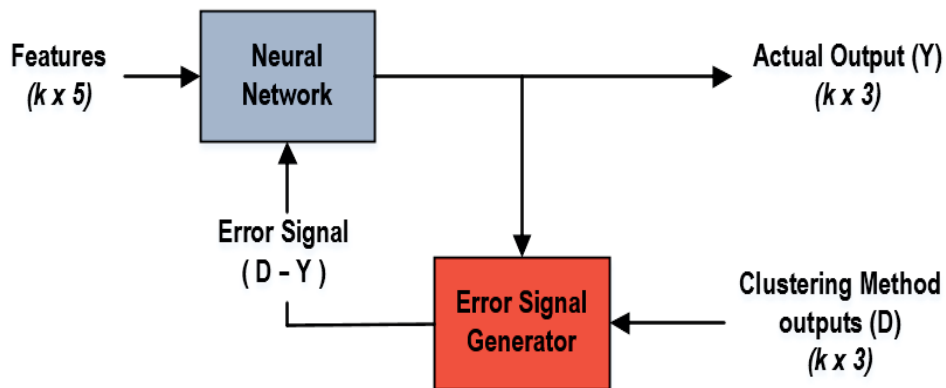 Features
(k x 5)
Neural
Network
Actual Output (Y)
(k x 3)
Error Signal
( D – Y )
Error Signal
Generator
Clustering Method
outputs (D)
(k x 3)